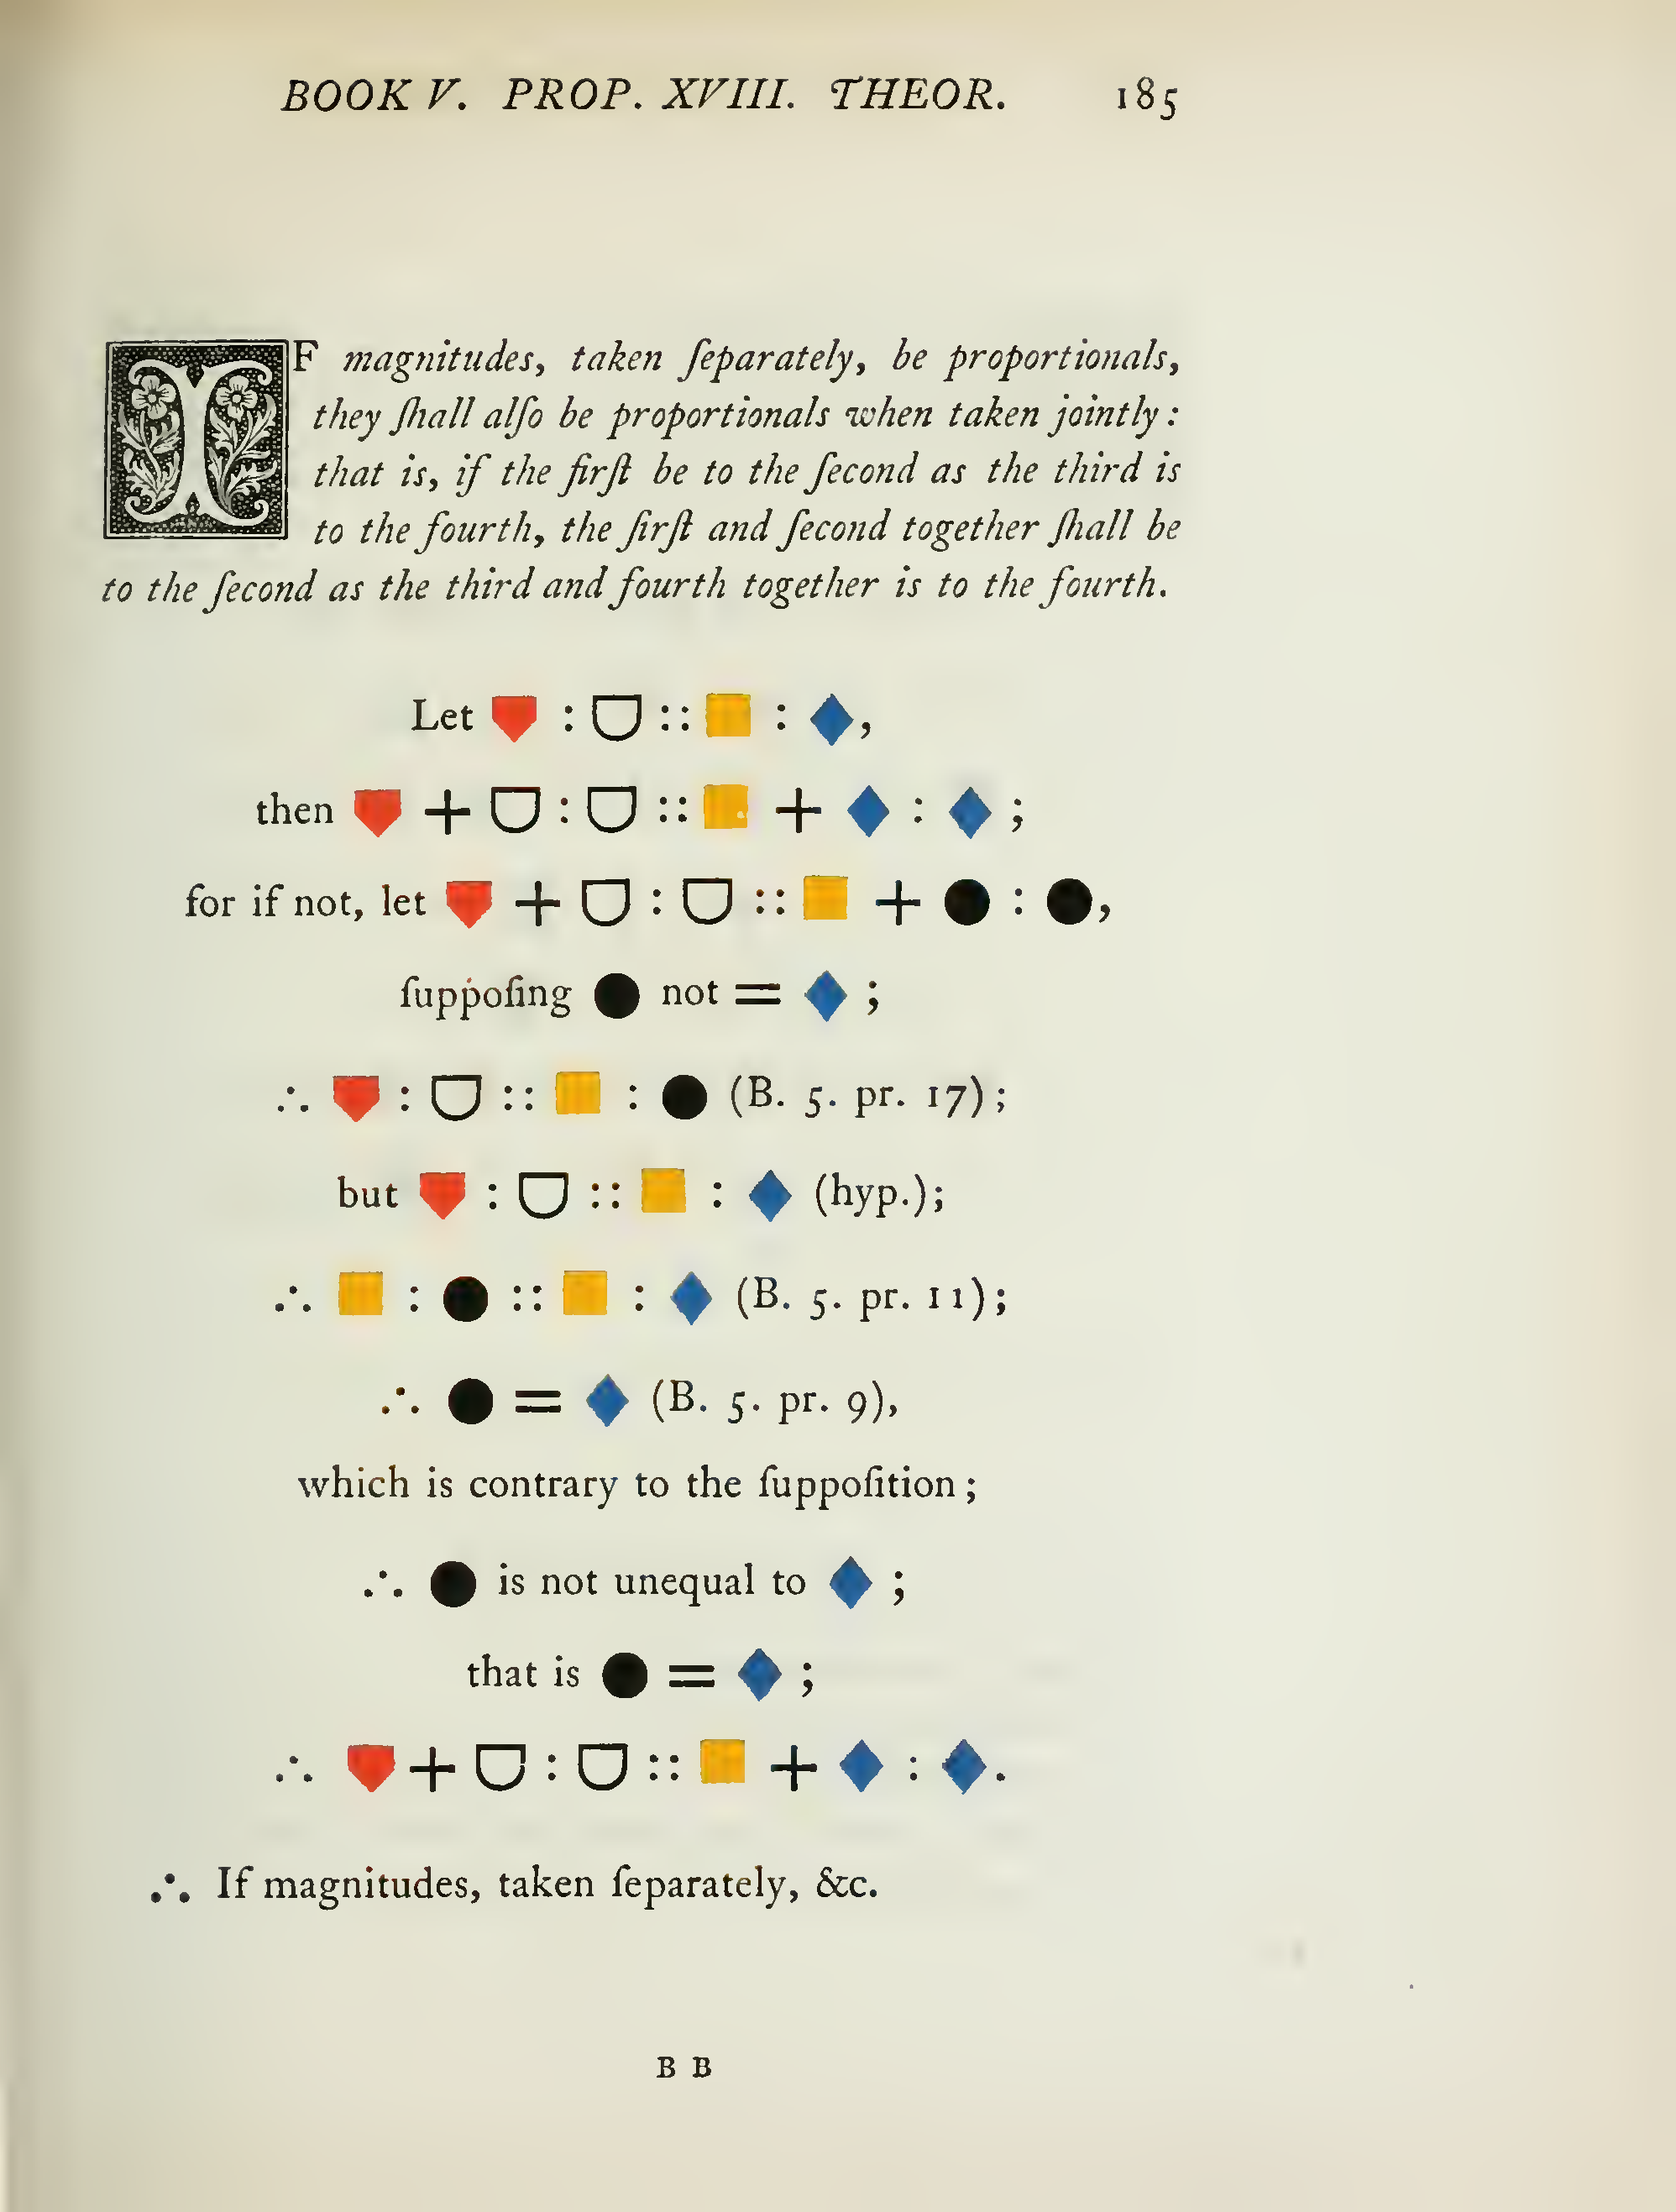 BOOK V. PROP. XVIII. THEOR. 185
IF magnitudes, taken ſeparately, be proportionals,
they ſhall alſo be proportionals when taken jointly :
that is, if the firſt be to the ſecond as the third is
to the fourth, the firſt and ſecond together ſhall be
to the ſecond as the third and fourth together is to the fourth.
Let : :: : ,
then + : :: + : ;
for if not, let + : :: + : ,
ſuppoſing not = ;
∴ : :: : (B. 5. pr. 17) ;
but : :: : (hyp.);
∴ : :: : (B. 5. pr. 11);
∴ = (B. 5. pr. 9),
which is contrary to the ſuppoſition ;
∴ is not unequal to ;
that is = ;
∴ + : :: + : .
∴ If magnitudes, taken ſeparately, &c.
B B